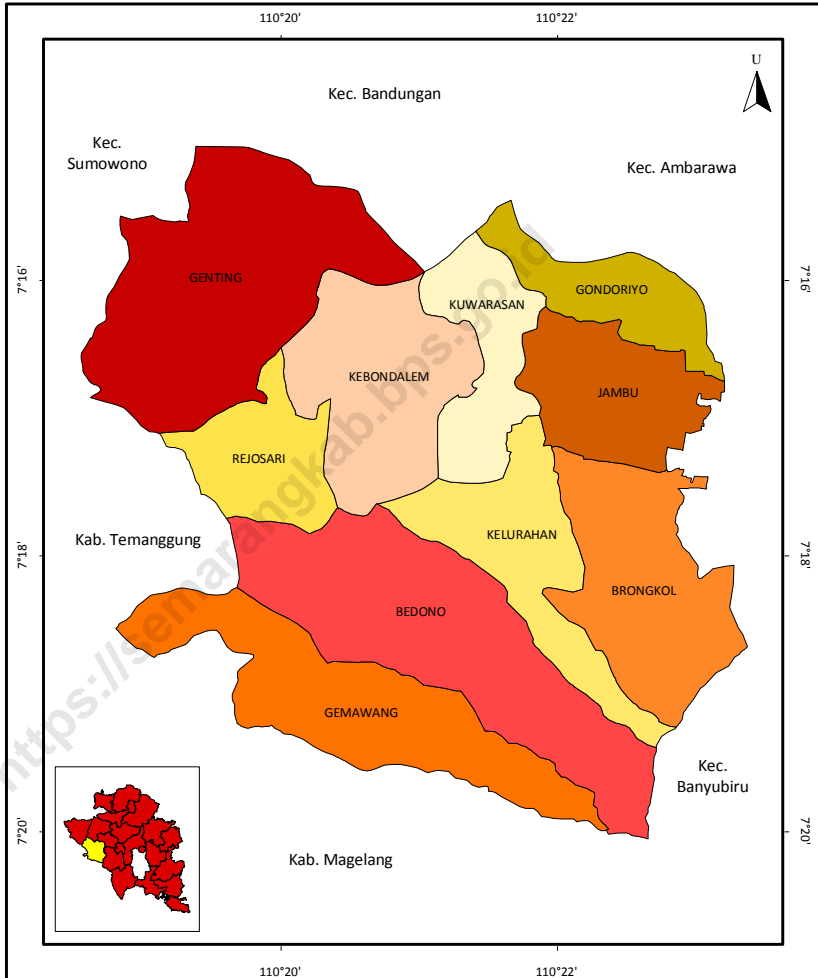 110°20' 110°22'
U
Kec. Bandungan
Kec.
Sumowono
Kec. Ambarawa
7°16' 7°16'
GENTING
GONDORIYO
KUWARASAN
KEBONDALEM
JAMBU
REJOSARI
KELURAHAN
Kab. Temanggung
7°18' 7°18'
BRONGKOL
BEDONO
GEMAWANG
Kec.
Banyubiru
7°20' 7°20'
Kab. Magelang
110°20' 110°22'
https://semarangkab.bps.go.id